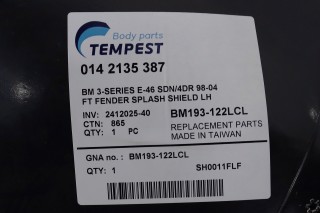 Body parts
TEMPEST
014 2135 387
BM 3-SERIES E-46 SDN/4DR 98-04
FT FENDER SPLASH SHIELD LH
INV: 2412025-40 BM193-122LCL
CTN: 865 REPLACEMENT PARTS
QTY: 1 PC MADE IN TAIWAN
GNA no.: BM193-122LCL
QTY: 1 SH0011FLF